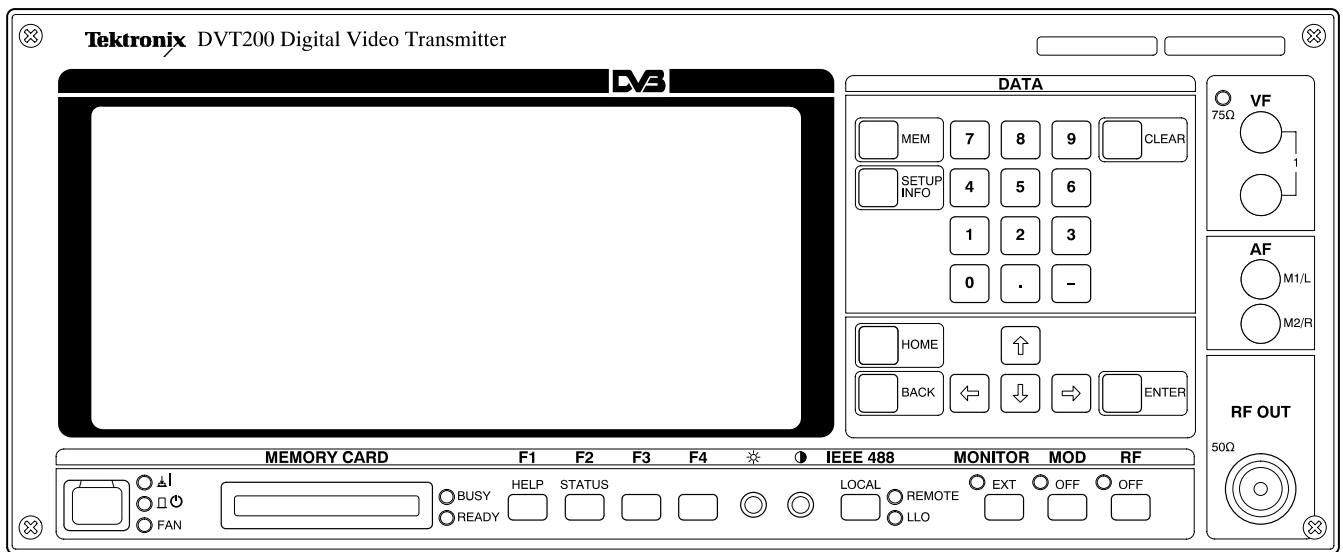 Tektronix DVT200 Digital Video Transmitter
DVB
DATA
MEM
7
8
9
CLEAR
SETUP
INFO
4
5
6
1
2
3
0
.
–
HOME
BACK
ENTER
VF
75Ω
1
AF
M1/L
M2/R
RF OUT
50Ω
MEMORY CARD
F1
F2
F3
F4
IEEE 488
MONITOR
MOD
RF
FAN
BUSY
READY
HELP
STATUS
LOCAL
REMOTE
LLO
EXT
OFF
OFF